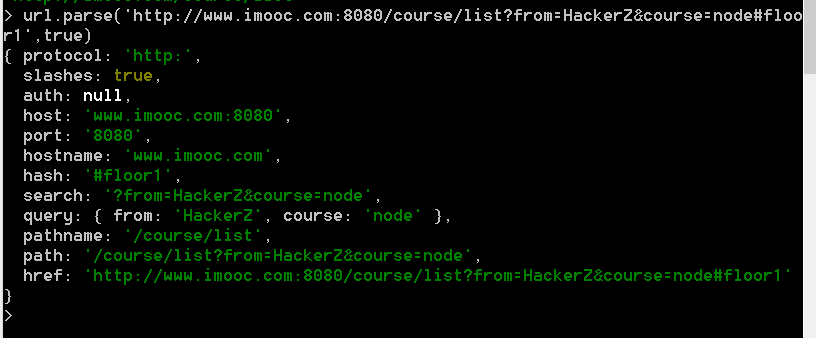 > url.parse('http://www.imooc.com:8080/course/list?from=HackerZ&course=node#floo
r1',true)
{ protocol: 'http:',
  slashes: true,
  auth: null,
  host: 'www.imooc.com:8080',
  port: '8080',
  hostname: 'www.imooc.com',
  hash: '#floor1',
  search: '?from=HackerZ&course=node',
  query: { from: 'HackerZ', course: 'node' },
  pathname: '/course/list',
  path: '/course/list?from=HackerZ&course=node',
  href: 'http://www.imooc.com:8080/course/list?from=HackerZ&course=node#floor1'
}
>